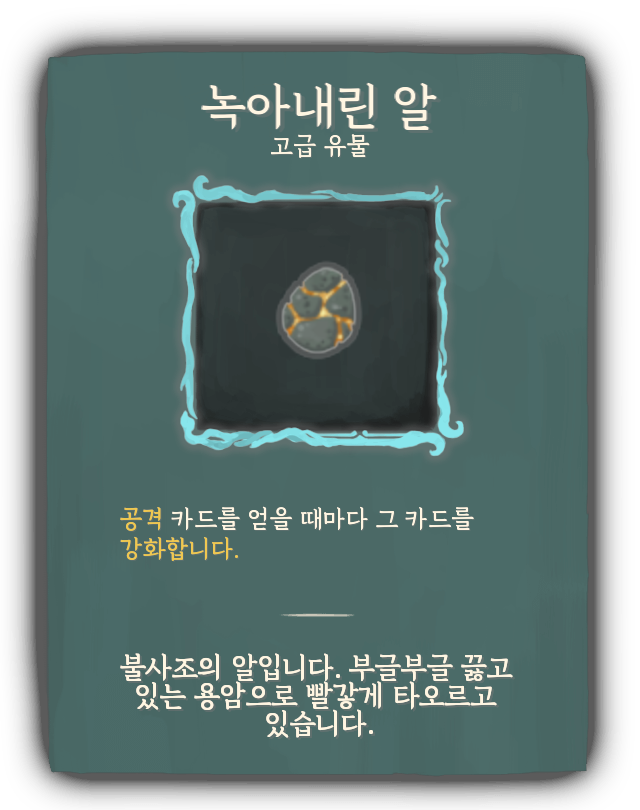 녹아내린 알
고급 유물
공격 카드를 얻을 때마다 그 카드를
강화합니다.
불사조의 알입니다. 부글부글 끓고
있는 용암으로 빨갛게 타오르고
있습니다.